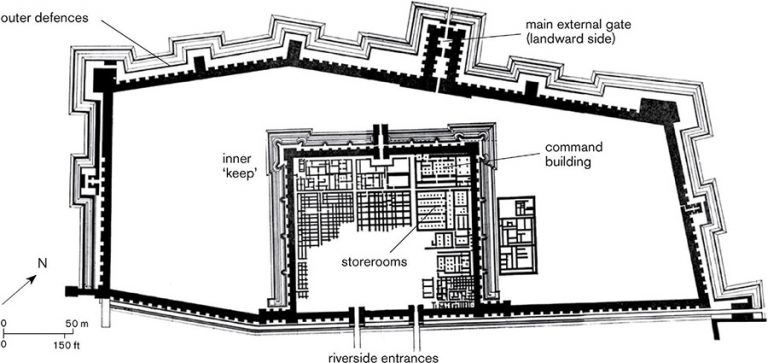 outer defences
main external gate
(landward side)
inner
'keep'
command
building
storerooms
N
0 50 m
0 150 ft
riverside entrances